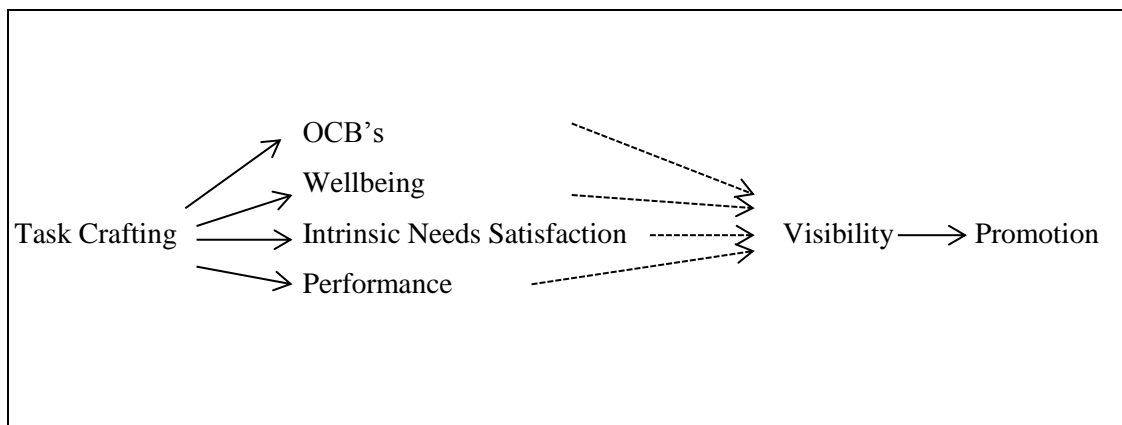 OCB's
Wellbeing
Task Crafting Intrinsic Needs Satisfaction Visibility Promotion
Performance